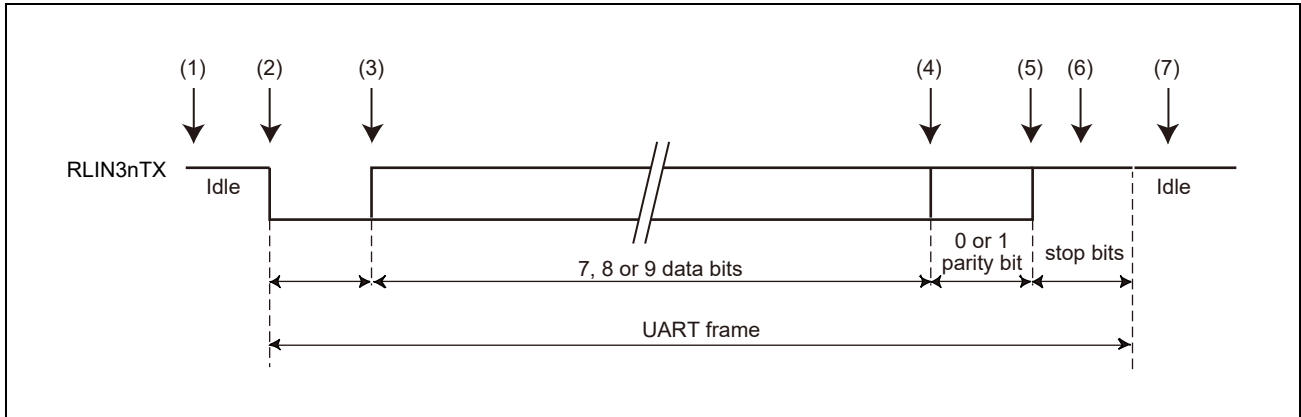 (1) (2) (3) (4) (5) (6) (7)
RLIN3nTX
Idle
Idle
7, 8 or 9 data bits
0 or 1
parity bit
stop bits
UART frame